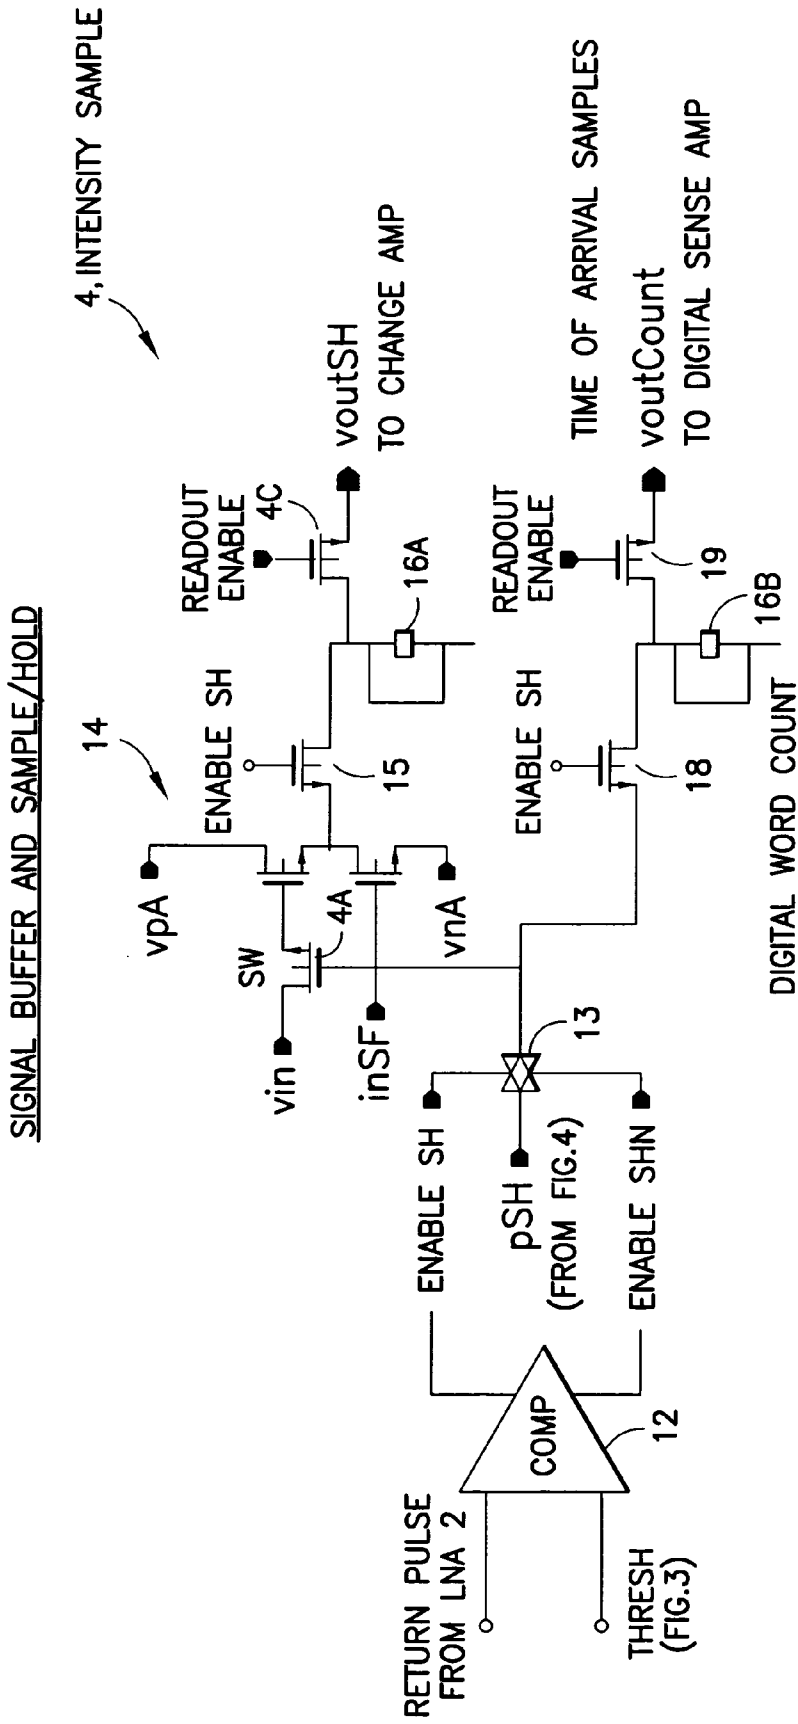 SIGNAL BUFFER AND SAMPLE/HOLD
4, INTENSITY SAMPLE
14
vpA
ENABLE SH
READOUT
ENABLE
4C
SW
4A
vin
15
16A
voutSH
TO CHANGE AMP
inSF
vnA
RETURN PULSE
FROM LNA 2
ENABLE SH
pSH
(FROM FIG.4)
13
ENABLE SH
READOUT
ENABLE
TIME OF ARRIVAL SAMPLES
voutCount
TO DIGITAL SENSE AMP
COMP
12
THRESH
(FIG.3)
ENABLE SHN
18
19
16B
DIGITAL WORD COUNT